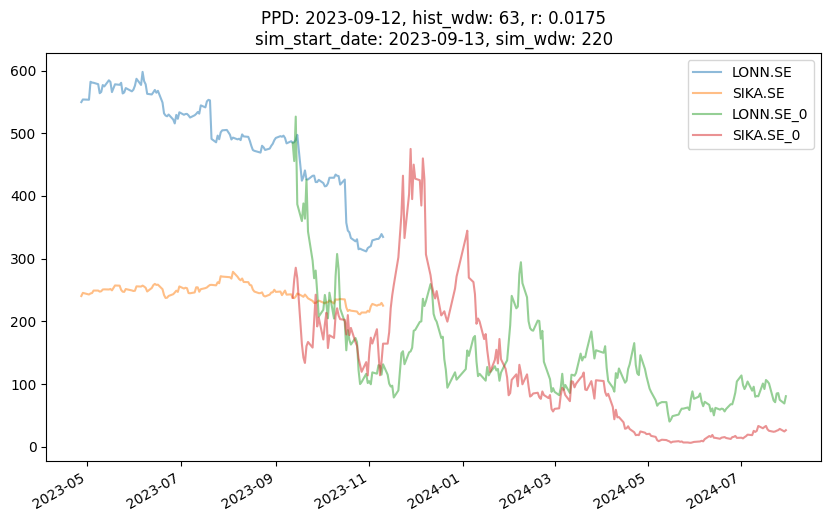 PPD: 2023-09-12, hist_wdw: 63, r: 0.0175
sim_start_date: 2023-09-13, sim_wdw: 220
LONN.SE
SIKA.SE
LONN.SE_0
SIKA.SE_0
600
500
400
300
200
100
0
2023-05
2023-07
2023-09
2023-11
2024-01
2024-03
2024-05
2024-07